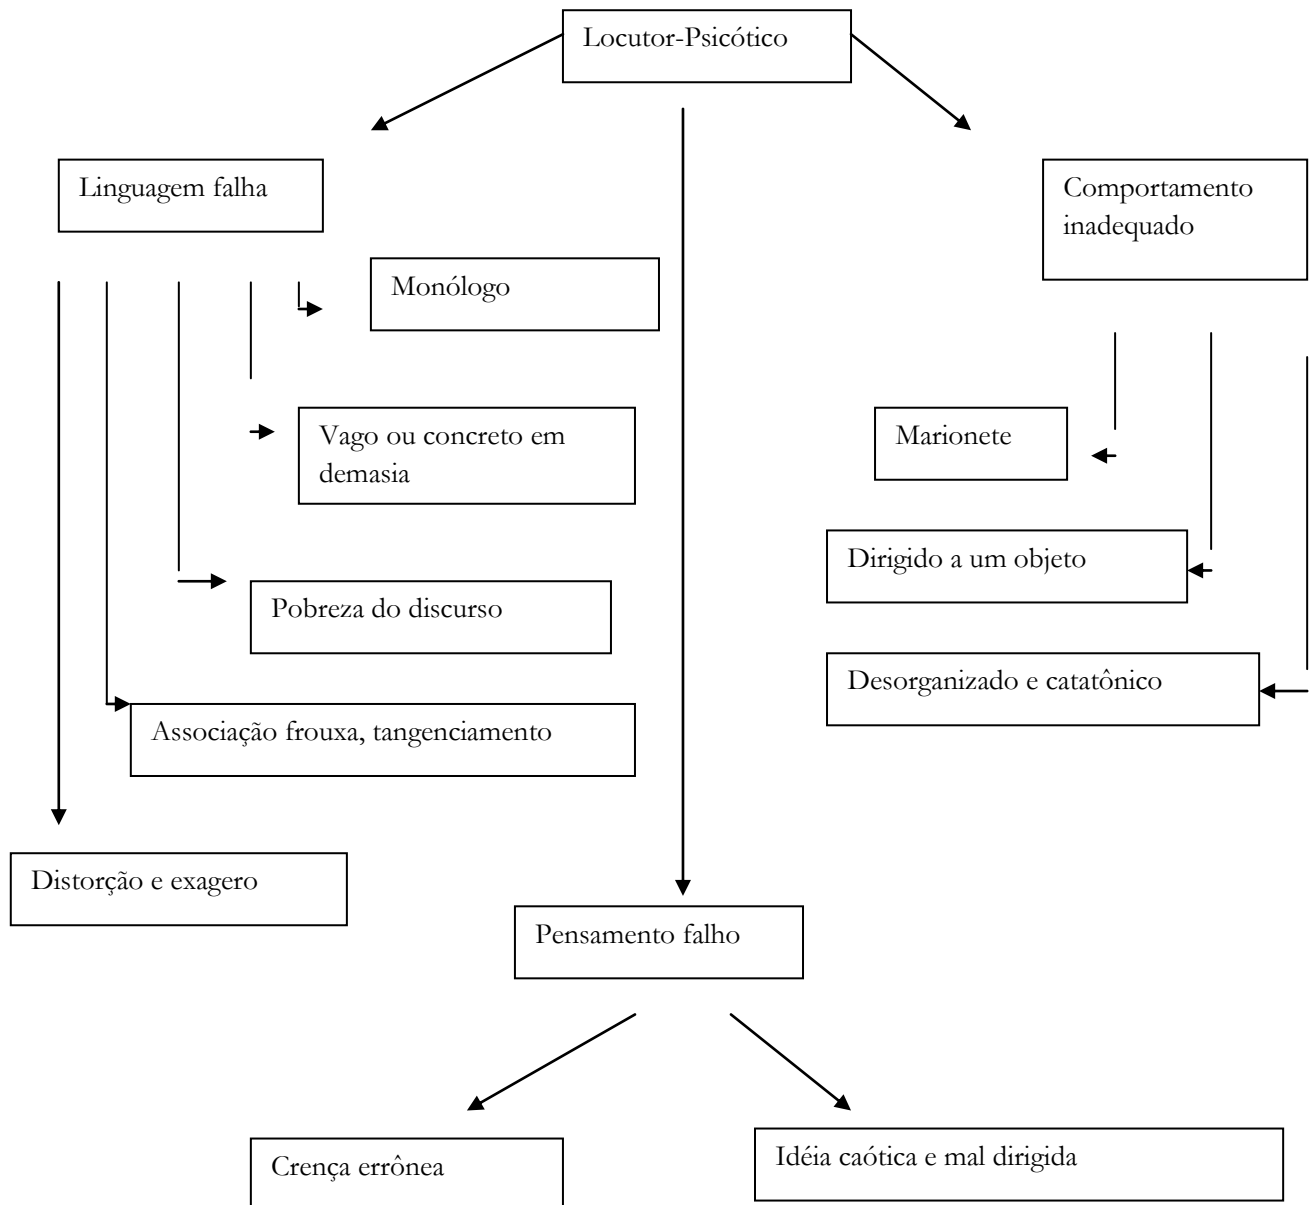 Locutor-Psicótico
Linguagem falha
Comportamento
inadequado
Monólogo
Vago ou concreto em
demasia
Marionete
Dirigido a um objeto
Pobreza do discurso
Desorganizado e catatônico
Associação frouxa, tangenciamento
Distorção e exagero
Pensamento falho
Crença errônea
Idéia caótica e mal dirigida